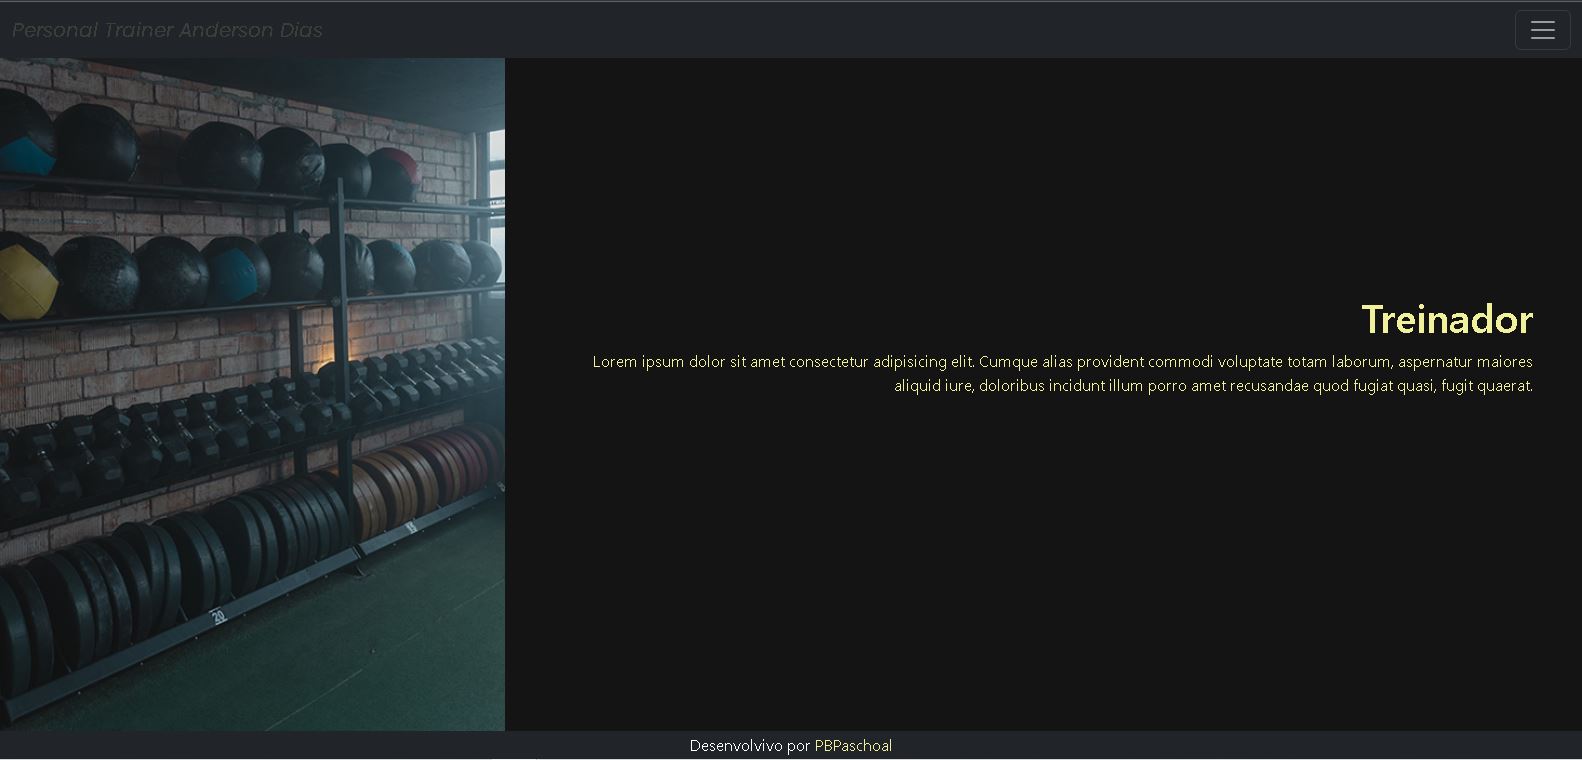 Personal Trainer Anderson Dias
Treinador
Lorem ipsum dolor sit amet consectetur adipisicing elit. Cumque alias provident commodi voluptate totam laborum, aspernatur maiores
aliquid iure, doloribus incidunt illum porro amet recusandae quod fugiat quasi, fugit quaerat.
20
15
Desenvolvivo por PBPaschoal